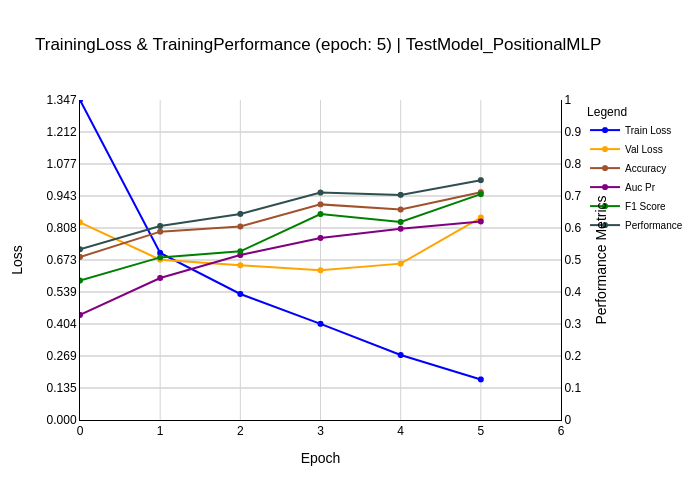 TrainingLoss & TrainingPerformance (epoch: 5) | TestModel_PositionalMLP
1.347
1.212
1.077
0.943
0.808
0.673
0.539
0.404
0.269
0.135
0.000
Loss
0
1
2
3
4
5
6
Epoch
1
0.9
0.8
0.7
0.6
0.5
0.4
0.3
0.2
0.1
0
Performance Metrics
Legend
Train Loss
Val Loss
Accuracy
Auc Pr
F1 Score
Performance